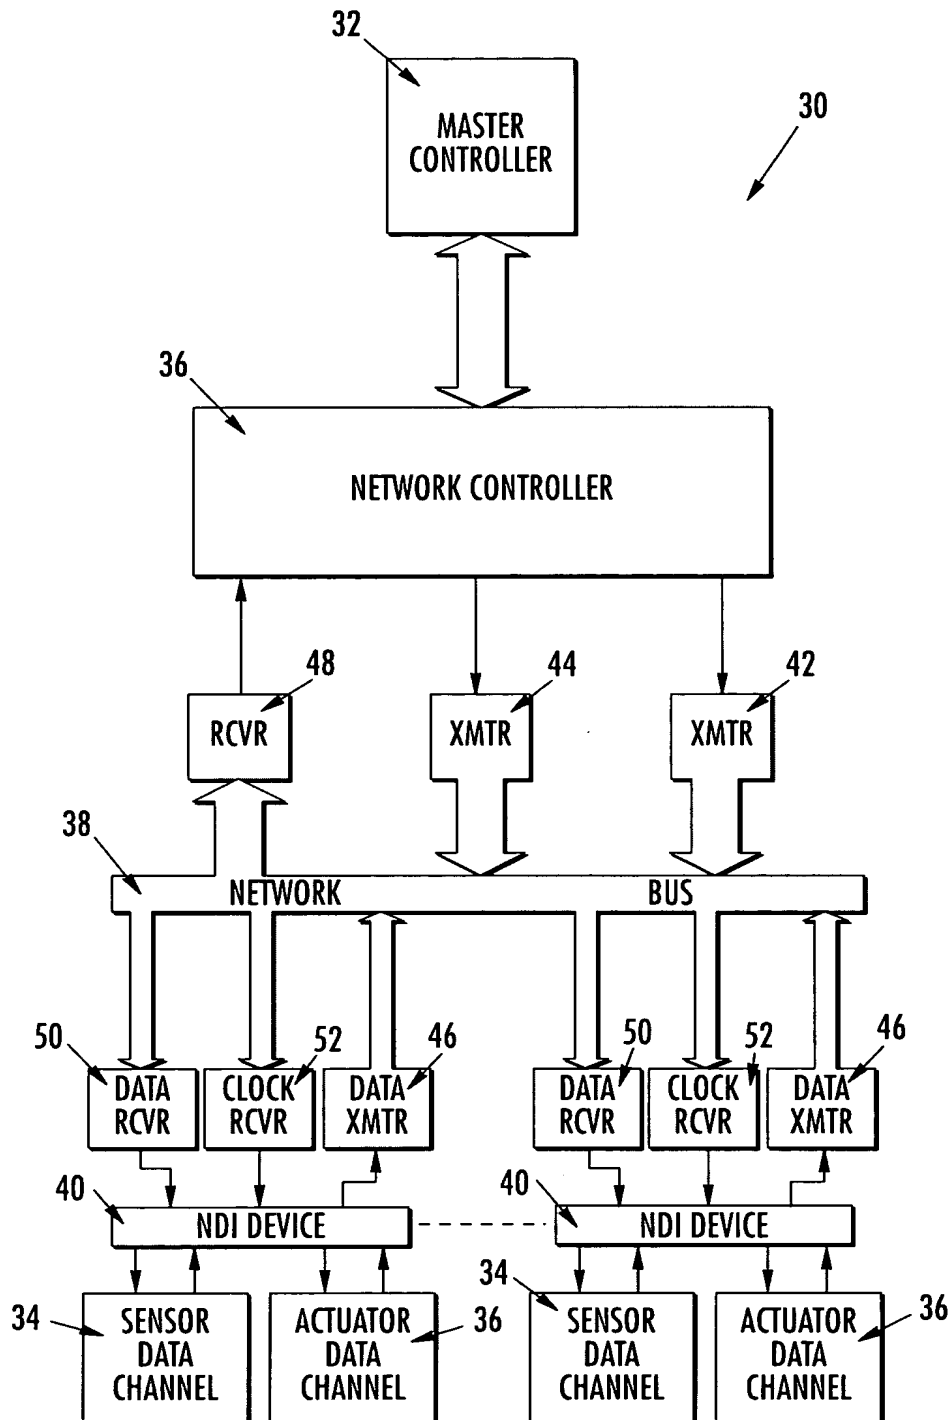 32
MASTER
CONTROLLER
30
36
NETWORK CONTROLLER
48
44
42
RCVR
XMTR
XMTR
38
NETWORK BUS
50
52
46
50
52
46
DATA
RCVR
CLOCK
RCVR
DATA
XMTR
DATA
RCVR
CLOCK
RCVR
DATA
XMTR
40
NDI DEVICE
40
NDI DEVICE
34
SENSOR
DATA
CHANNEL
ACTUATOR
DATA
CHANNEL
36
34
SENSOR
DATA
CHANNEL
ACTUATOR
DATA
CHANNEL
36